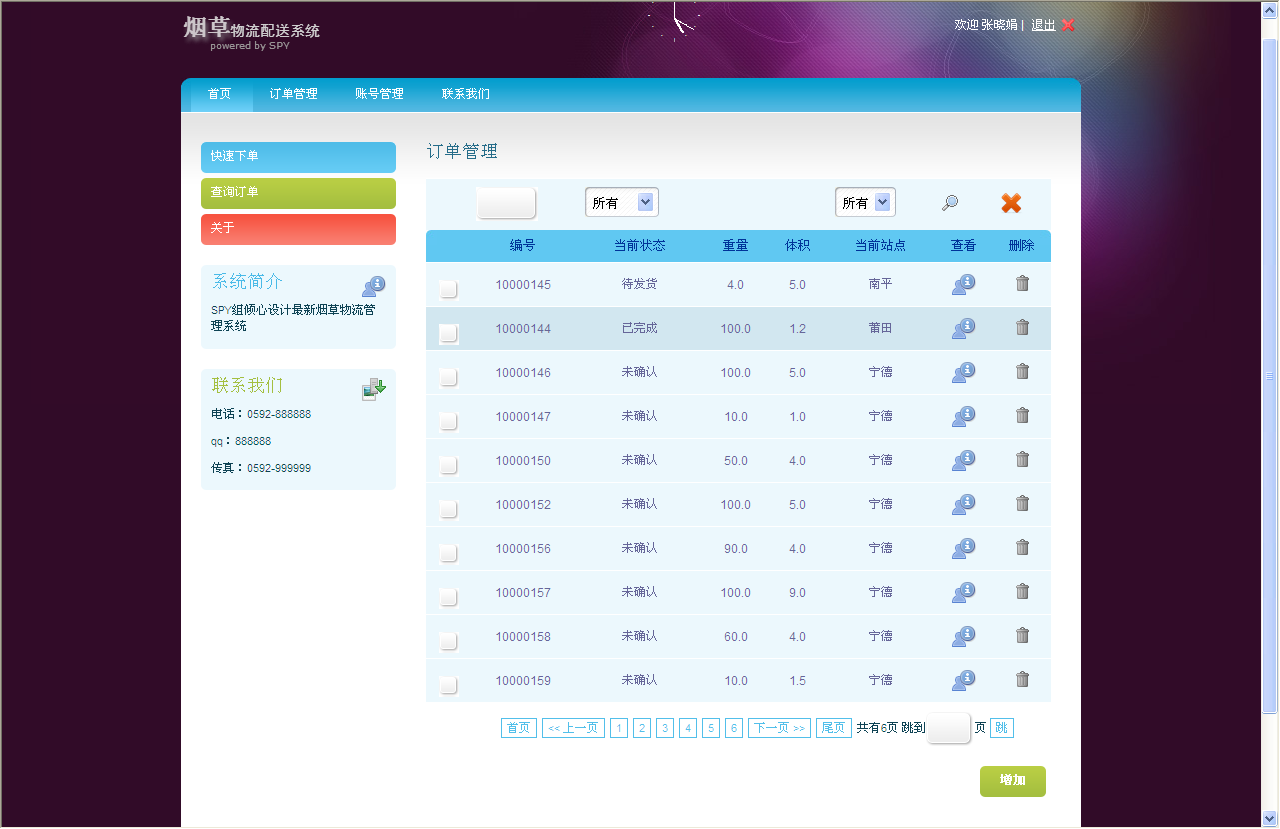 烟草物流配送系统
powered by SPY
欢迎 张晓娟 | 退出
首页 订单管理 账号管理 联系我们
快速下单
查询订单
关于
系统简介
SPY组倾心设计最新烟草物流管
理系统
联系我们
电话：0592-888888
qq：888888
传真：0592-999999
订单管理
所有 所有
编号 当前状态 重量 体积 当前站点 查看 删除
10000145 待发货 4.0 5.0 南平
10000144 已完成 100.0 1.2 莆田
10000146 未确认 100.0 5.0 宁德
10000147 未确认 10.0 1.0 宁德
10000150 未确认 50.0 4.0 宁德
10000152 未确认 100.0 5.0 宁德
10000156 未确认 90.0 4.0 宁德
10000157 未确认 100.0 9.0 宁德
10000158 未确认 60.0 4.0 宁德
10000159 未确认 10.0 1.5 宁德
首页 << 上一页 1 2 3 4 5 6 下一页 >> 尾页 共有6页 跳到 页 跳
增加